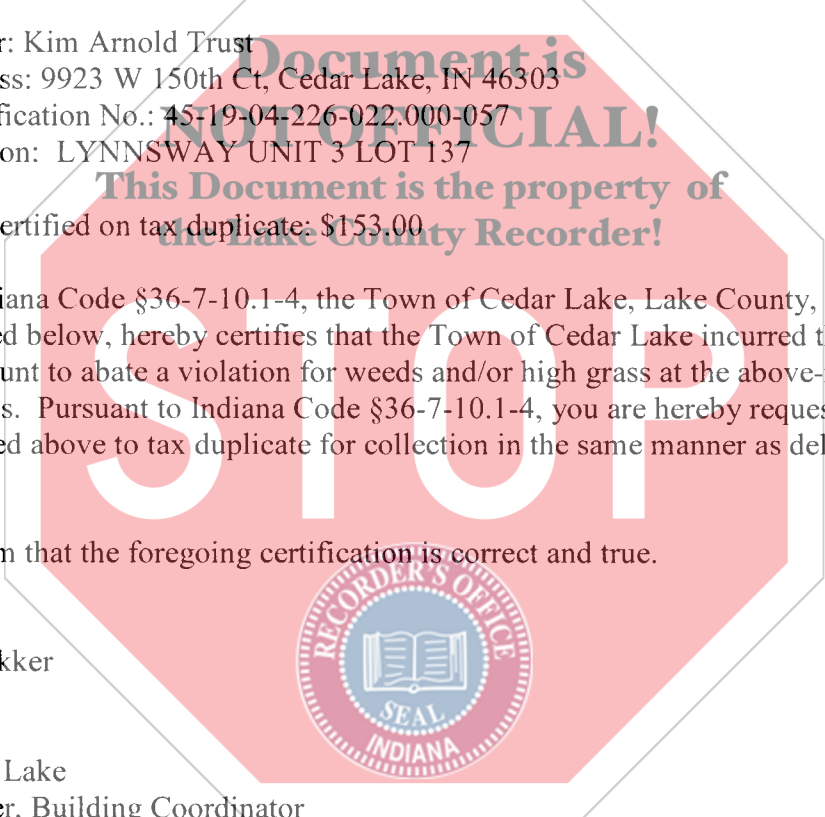 r: Kim Arnold Trust
Document is
ss: 9923 W 150th Ct, Cedar Lake, IN 46303
fication No.: 45-19-04-226-022.000-057
NOT OFFICIAL!
on: LYNNSWAY UNIT 3 LOT 137
This Document is the property of
ertified on tax duplicate: $153.00
the Lake County Recorder!
iana Code §36-7-10.1-4, the Town of Cedar Lake, Lake County,
ed below, hereby certifies that the Town of Cedar Lake incurred t
unt to abate a violation for weeds and/or high grass at the above-
s. Pursuant to Indiana Code §36-7-10.1-4, you are hereby reques
ed above to tax duplicate for collection in the same manner as del
STOP
m that the foregoing certification is correct and true.
RECORDER'S OFFICE
kker
SEAL
INDIANA
Lake
er, Building Coordinator